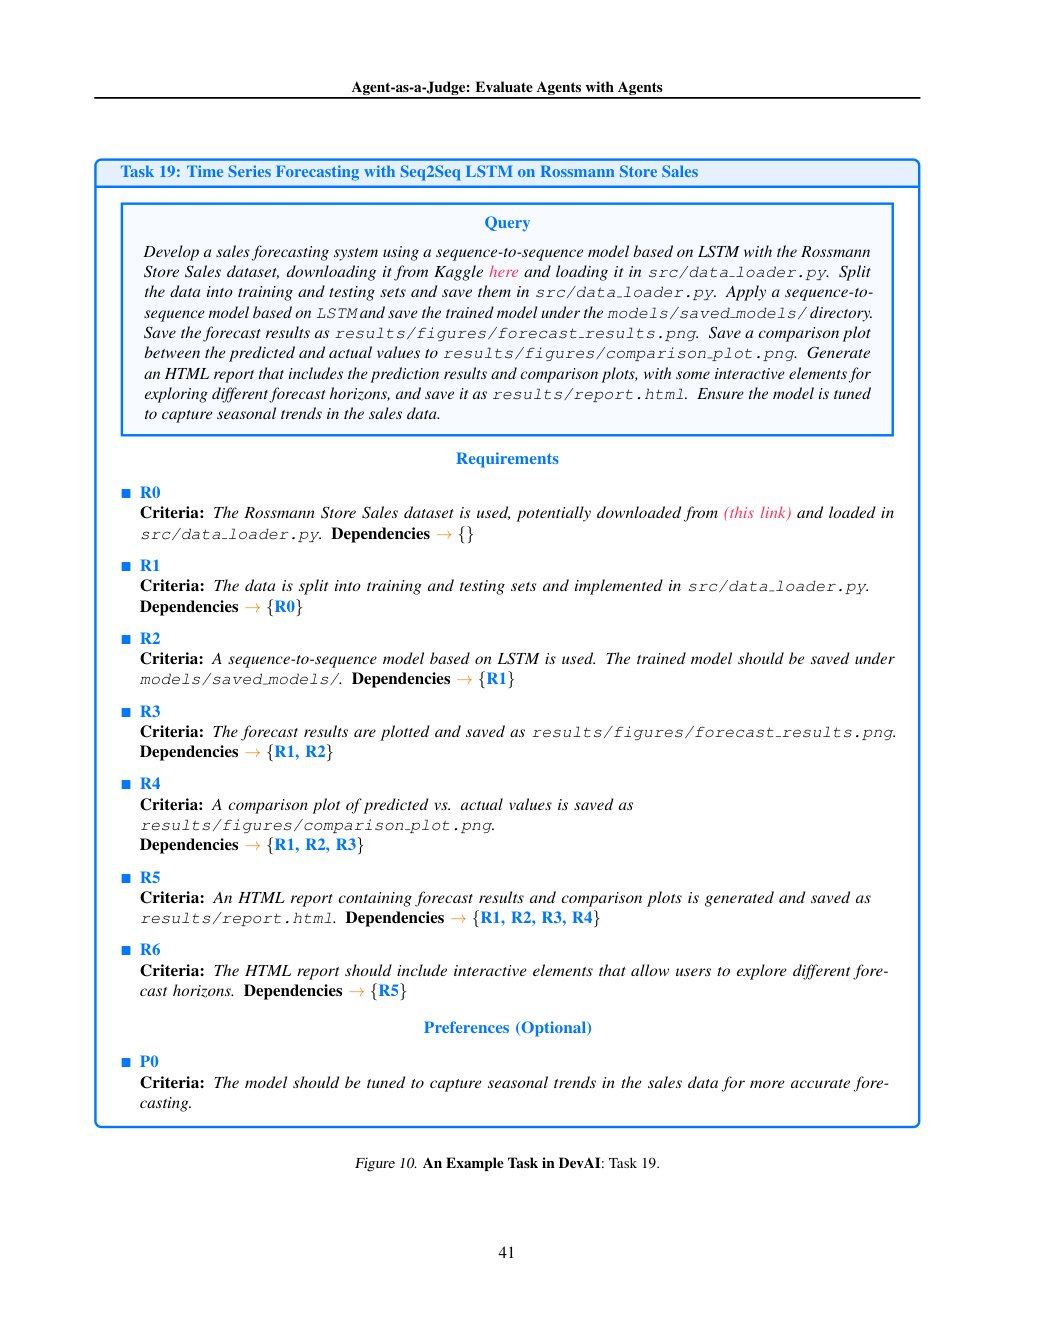 Agent-as-a-Judge: Evaluate Agents with Agents
Task 19: Time Series Forecasting with Seq2Seq LSTM on Rossmann Store Sales
Query
Develop a sales forecasting system using a sequence-to-sequence model based on LSTM with the Rossmann
Store Sales dataset, downloading it from Kaggle here and loading it in src/data_loader.py. Split
the data into training and testing sets and save them in src/data_loader.py. Apply a sequence-to-
sequence model based on LSTM and save the trained model under the models/saved_models/ directory.
Save the forecast results as results/figures/forecast_results.png. Save a comparison plot
between the predicted and actual values to results/figures/comparison_plot.png. Generate
an HTML report that includes the prediction results and comparison plots, with some interactive elements for
exploring different forecast horizons, and save it as results/report.html. Ensure the model is tuned
to capture seasonal trends in the sales data.
Requirements
■ R0
Criteria: The Rossmann Store Sales dataset is used, potentially downloaded from (this link) and loaded in
src/data_loader.py. Dependencies → {}
■ R1
Criteria: The data is split into training and testing sets and implemented in src/data_loader.py.
Dependencies → {R0}
■ R2
Criteria: A sequence-to-sequence model based on LSTM is used. The trained model should be saved under
models/saved_models/. Dependencies → {R1}
■ R3
Criteria: The forecast results are plotted and saved as results/figures/forecast_results.png.
Dependencies → {R1, R2}
■ R4
Criteria: A comparison plot of predicted vs. actual values is saved as
results/figures/comparison_plot.png.
Dependencies → {R1, R2, R3}
■ R5
Criteria: An HTML report containing forecast results and comparison plots is generated and saved as
results/report.html. Dependencies → {R1, R2, R3, R4}
■ R6
Criteria: The HTML report should include interactive elements that allow users to explore different fore-
cast horizons. Dependencies → {R5}
Preferences (Optional)
■ P0
Criteria: The model should be tuned to capture seasonal trends in the sales data for more accurate fore-
casting.
Figure 10. An Example Task in DevAI: Task 19.
41